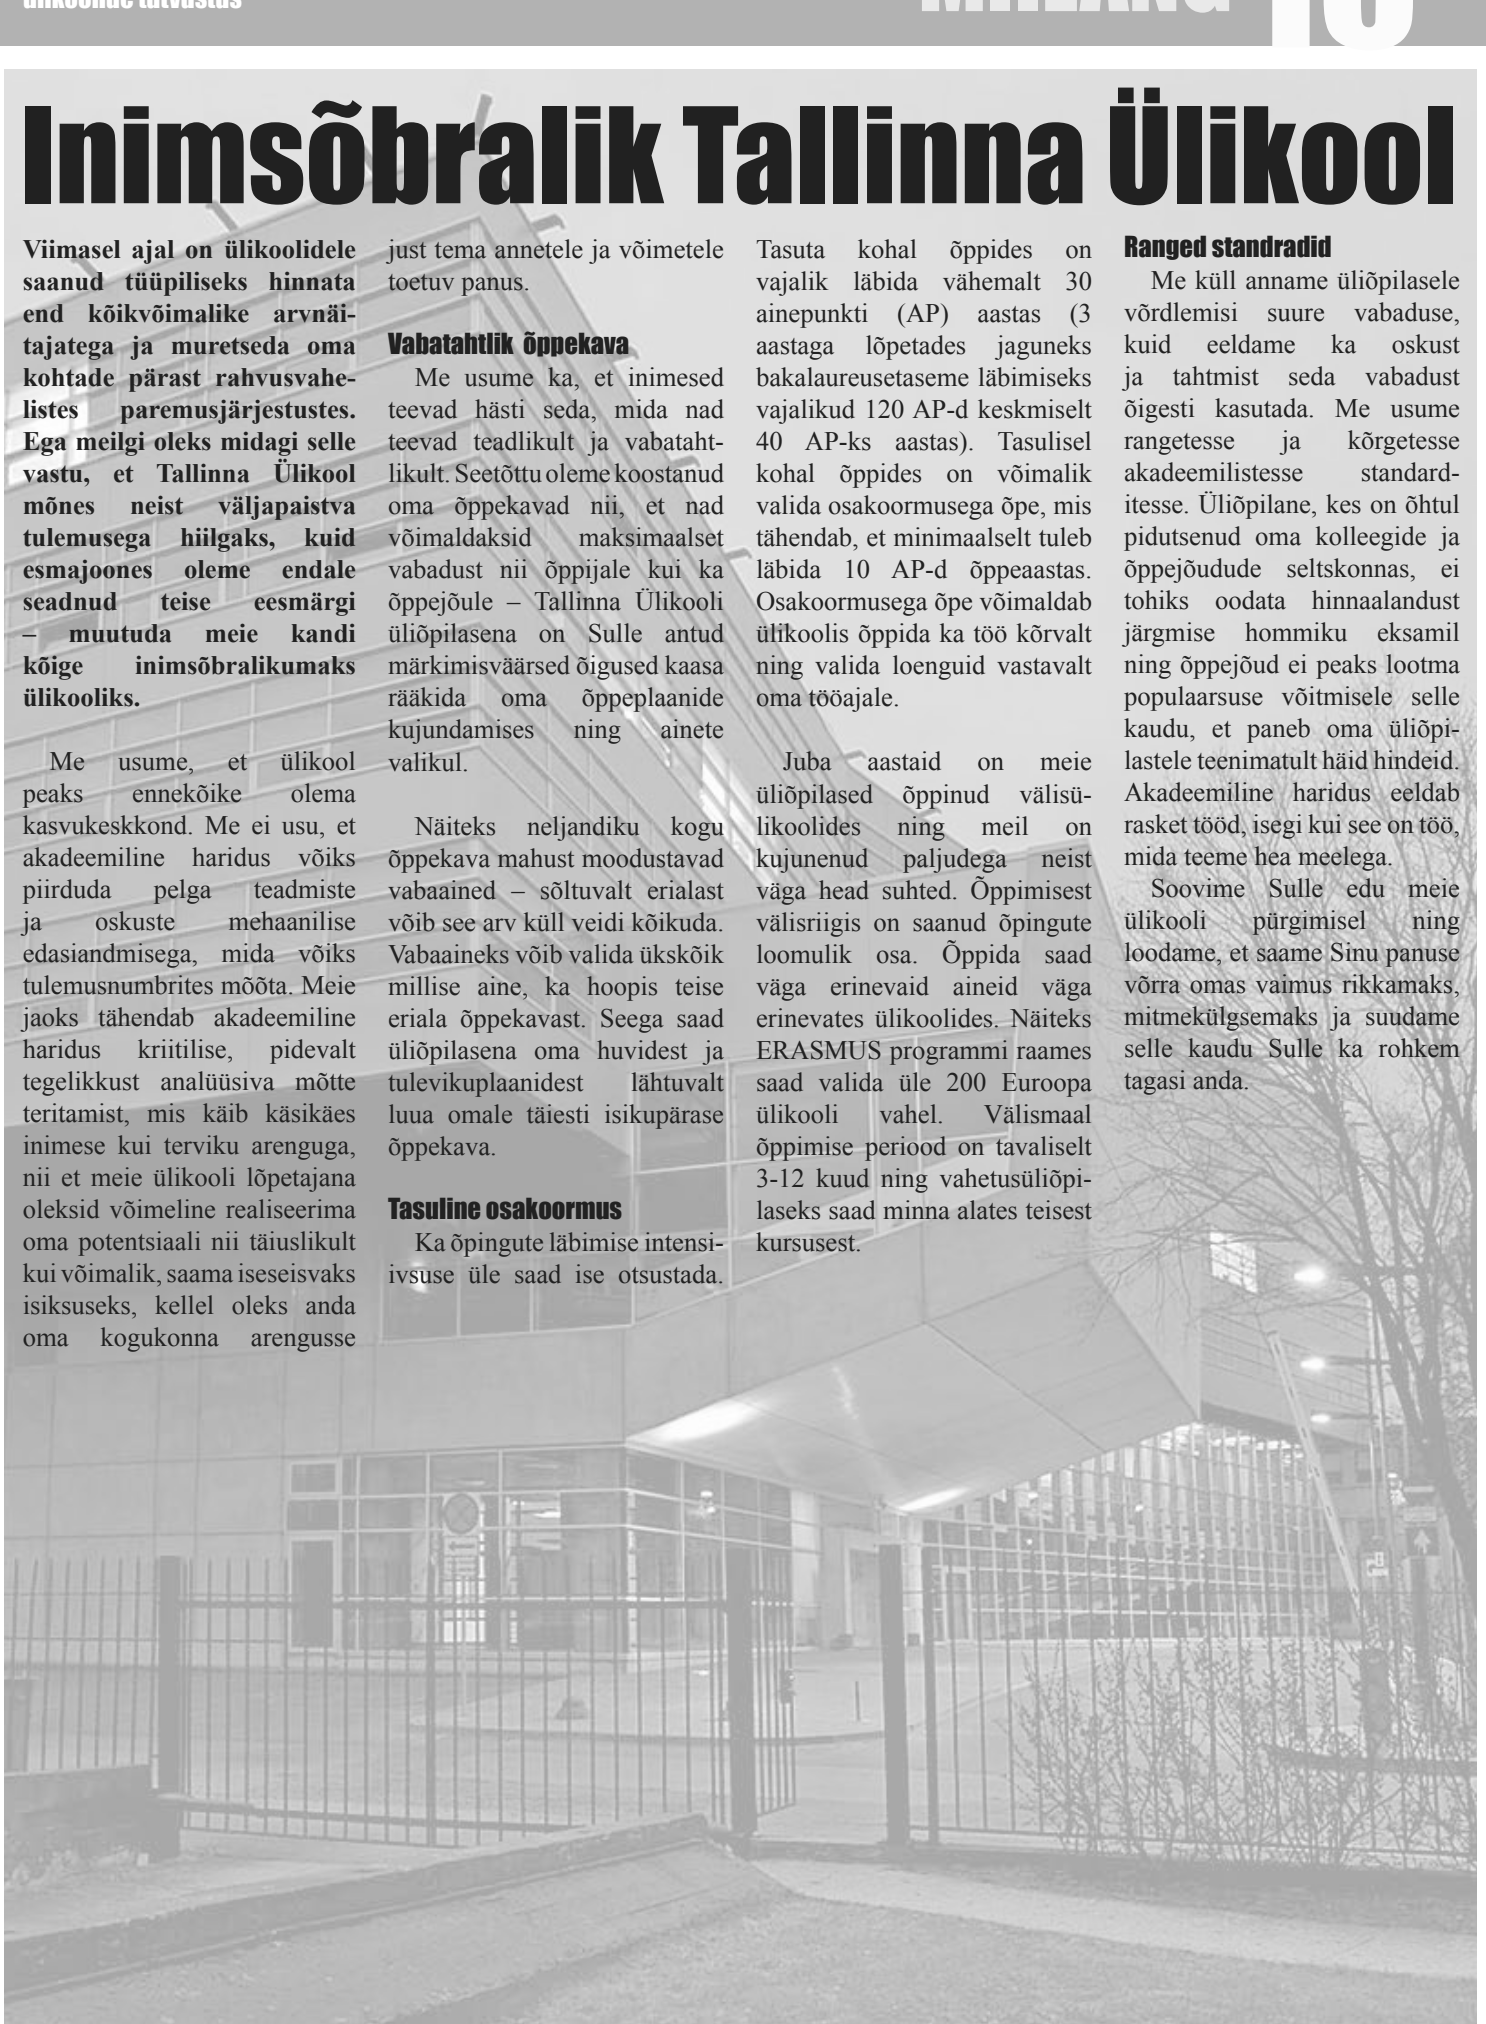 Inimsõbralik Tallinna Ülikool
Viimasel ajal on ülikoolidele
saanud tüüpiliseks hinnata
end kõikvõimalike arvnäi-
tajatega ja muretseda oma
kohtade pärast rahvusvahe-
listes paremusjärjestustes.
Ega meilgi oleks midagi selle
vastu, et Tallinna Ülikool
mõnes neist väljapaistva
tulemusega hiilgaks, kuid
esmajoones oleme endale
seadnud teise eesmärgi
– muutuda meie kandi
kõige inimsõbralikumaks
ülikooliks.
Me usume, et ülikool
peaks ennekõike olema
kasvukeskkond. Me ei usu, et
akadeemiline haridus võiks
piirduda pelga teadmiste
ja oskuste mehaanilise
edasiandmisega, mida võiks
tulemusnumbrites mõõta. Meie
jaoks tähendab akadeemiline
haridus kriitilise, pidevalt
tegelikkust analüüsiva mõtte
teritamist, mis käib käsikäes
inimese kui terviku arenguga,
nii et meie ülikooli lõpetajana
oleksid võimeline realiseerima
oma potentsiaali nii täiuslikult
kui võimalik, saama iseseisvaks
isiksuseks, kellel oleks anda
oma kogukonna arengusse
just tema annetele ja võimetele
toetuv panus.
Vabatahtlik õppekava
Me usume ka, et inimesed
teevad hästi seda, mida nad
teevad teadlikult ja vabataht-
likult. Seetõttu oleme koostanud
oma õppekavad nii, et nad
võimaldaksid maksimaalset
vabadust nii õppijale kui ka
õppejõule – Tallinna Ülikooli
üliõpilasena on Sulle antud
märkimisväärsed õigused kaasa
rääkida oma õppeplaanide
kujundamises ning ainete
valikul.
Näiteks neljandiku kogu
õppekava mahust moodustavad
vabaained – sõltuvalt erialast
võib see arv küll veidi kõikuda.
Vabaaineks võib valida ükskõik
millise aine, ka hoopis teise
eriala õppekavast. Seega saad
üliõpilasena oma huvidest ja
tulevikuplaanidest lähtuvalt
luua omale täiesti isikupärase
õppekava.
Tasuline osakoormus
Ka õpingute läbimise intensi-
ivsuse üle saad ise otsustada.
Tasuta kohal õppides on
vajalik läbida vähemalt 30
ainepunkti (AP) aastas (3
aastaga lõpetades jaguneks
bakalaureusetaseme läbimiseks
vajalikud 120 AP-d keskmiselt
40 AP-ks aastas). Tasulisel
kohal õppides on võimalik
valida osakoormusega õpe, mis
tähendab, et minimaalselt tuleb
läbida 10 AP-d õppeaastas.
Osakoormusega õpe võimaldab
ülikoolis õppida ka töö kõrvalt
ning valida loenguid vastavalt
oma tööajale.
Juba aastaid on meie
üliõpilased õppinud välisü-
likoolides ning meil on
kujunenud paljudega neist
väga head suhted. Õppimisest
välisriigis on saanud õpingute
loomulik osa. Õppida saad
väga erinevaid aineid väga
erinevates ülikoolides. Näiteks
ERASMUS programmi raames
saad valida üle 200 Euroopa
ülikooli vahel. Välismaal
õppimise periood on tavaliselt
3-12 kuud ning vahetusüliõpi-
laseks saad minna alates teisest
kursusest.
Ranged standradid
Me küll anname üliõpilasele
võrdlemisi suure vabaduse,
kuid eeldame ka oskust
ja tahtmist seda vabadust
õigesti kasutada. Me usume
rangetesse ja kõrgetesse
akadeemilistesse standard-
itesse. Üliõpilane, kes on õhtul
pidutsenud oma kolleegide ja
õppejõudude seltskonnas, ei
tohiks oodata hinnaalandust
järgmise hommiku eksamil
ning õppejõud ei peaks lootma
populaarsuse võitmisele selle
kaudu, et paneb oma üliõpi-
lastele teenimatult häid hindeid.
Akadeemiline haridus eeldab
rasket tööd, isegi kui see on töö,
mida teeme hea meelega.
Soovime Sulle edu meie
ülikooli pürgimisel ning
loodame, et saame Sinu panuse
võrra omas vaimus rikkamaks,
mitmekülgsemaks ja suudame
selle kaudu Sulle ka rohkem
tagasi anda.